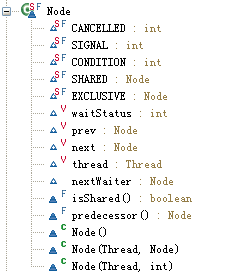 Node
CANCELLED : int
SIGNAL : int
CONDITION : int
SHARED : Node
EXCLUSIVE : Node
waitStatus : int
prev : Node
next : Node
thread : Thread
nextWaiter : Node
isShared() : boolean
predecessor() : Node
Node()
Node(Thread, Node)
Node(Thread, int)